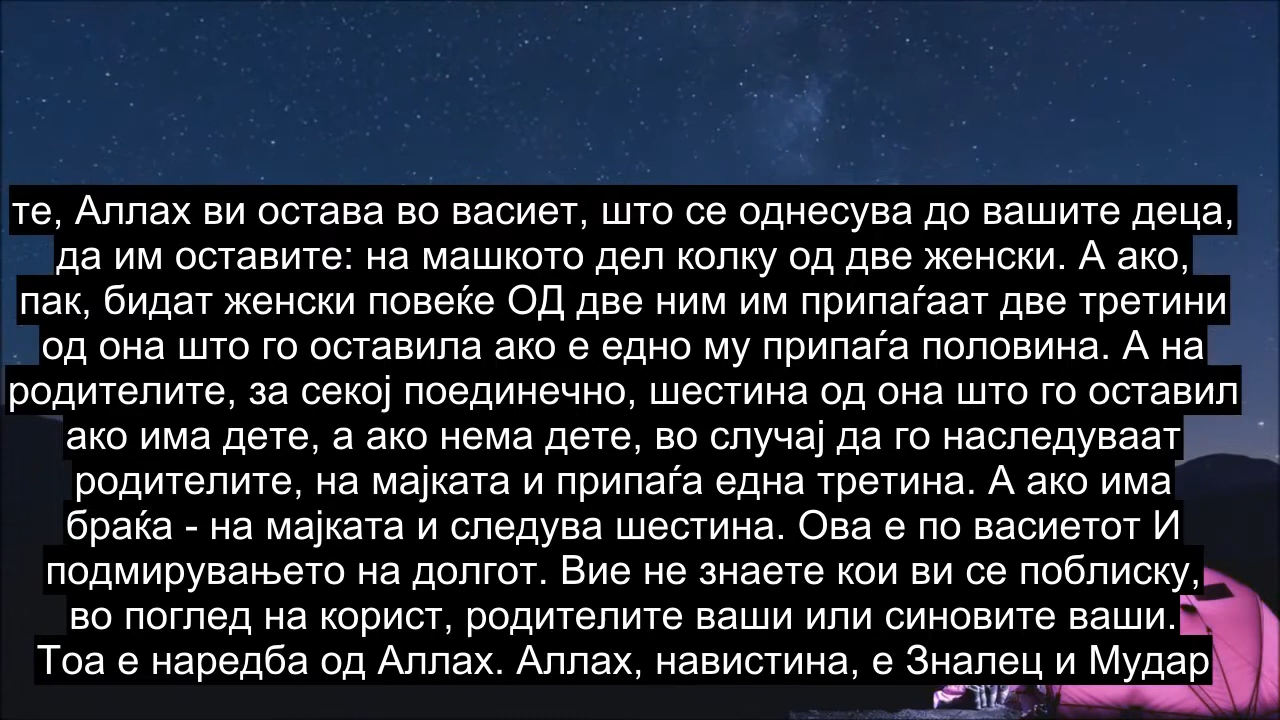 те, Аллах ви остава во васиет, што се однесува до вашите деца,
да им оставите: на машкото дел колку од две женски. А ако,
пак, бидат женски повеќе ОД две ним им припаѓаат две третини
од она што го оставила ако е едно му припаѓа половина. А на
родителите, за секој поединечно, шестина од она што го оставил
ако има дете, а ако нема дете, во случај да го наследуваат
родителите, на мајката и припаѓа една третина. А ако има
браќа - на мајката и следува шестина. Ова е по васиетот И
подмирувањето на долгот. Вие не знаете кои ви се поблиску,
во поглед на корист, родителите ваши или синовите ваши.
Тоа е наредба од Аллах. Аллах, навистина, е Зналец и Мудар